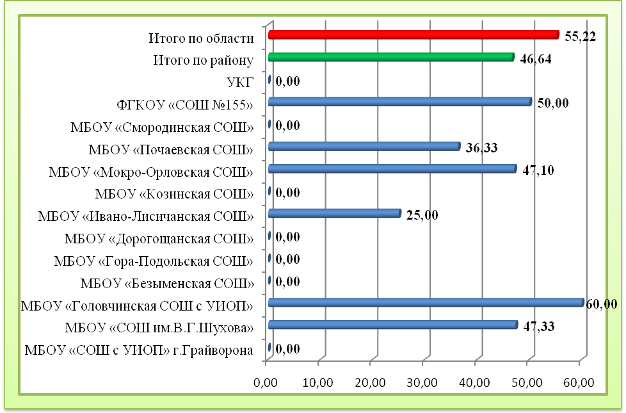 Итого по области 55,22
Итого по району 46,64
УКГ 0,00
ФГКОУ «СОШ №155» 50,00
МБОУ «Смородинская СОШ» 0,00
МБОУ «Почаевская СОШ» 36,33
МБОУ «Мокро-Орловская СОШ» 47,10
МБОУ «Козинская СОШ» 0,00
МБОУ «Ивано-Лисичанская СОШ» 25,00
МБОУ «Дорогощанская СОШ» 0,00
МБОУ «Гора-Подольская СОШ» 0,00
МБОУ «Безыменская СОШ» 0,00
МБОУ «Головчинская СОШ с УИОП» 60,00
МБОУ «СОШ им.В.Г.Шухова» 47,33
МБОУ «СОШ с УИОП» г.Грайворона 0,00
0,00 10,00 20,00 30,00 40,00 50,00 60,00